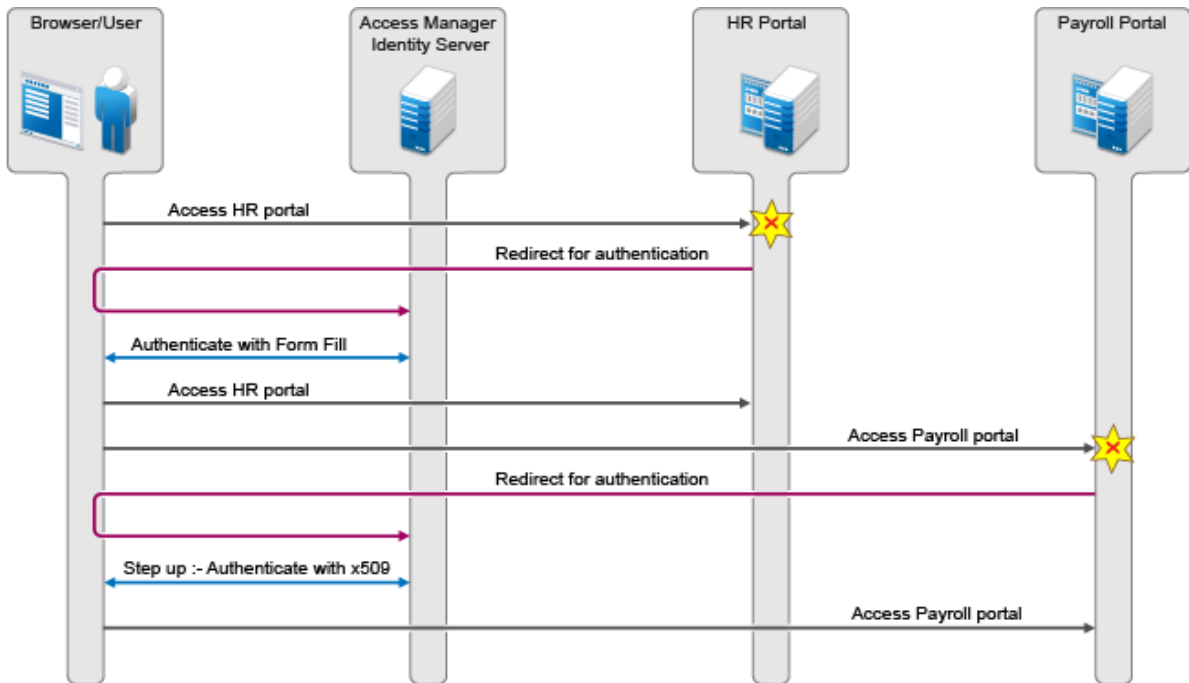 Browser/User
Access Manager
Identity Server
HR Portal
Payroll Portal
Access HR portal
Redirect for authentication
Authenticate with Form Fill
Access HR portal
Access Payroll portal
Redirect for authentication
Step up :- Authenticate with x509
Access Payroll portal